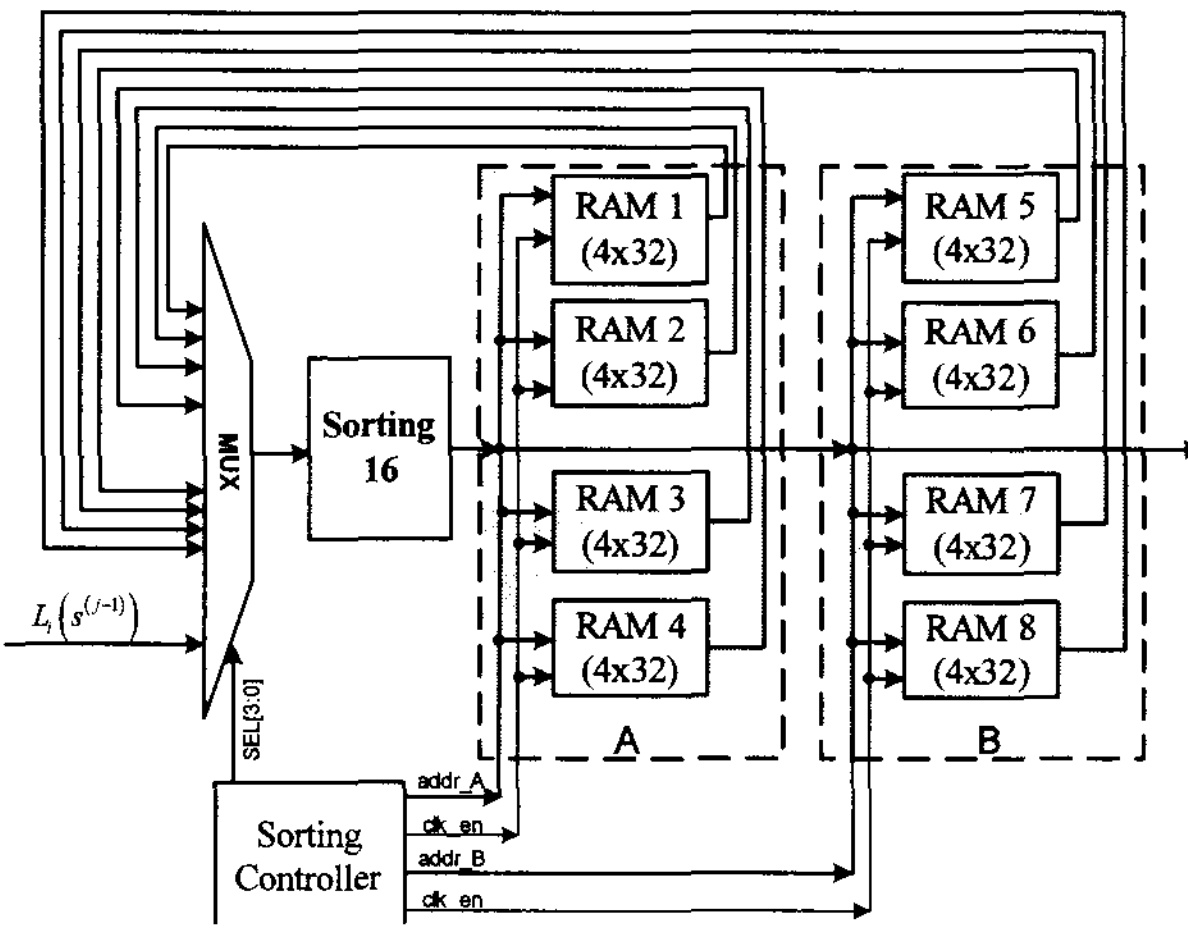 RAM 1
(4x32)
RAM 2
(4x32)
RAM 3
(4x32)
RAM 4
(4x32)
A
RAM 5
(4x32)
RAM 6
(4x32)
RAM 7
(4x32)
RAM 8
(4x32)
B
MUX
Sorting
16
L_i(s^(j-1))
SEL[3:0]
Sorting
Controller
addr_A
clk_en
addr_B
clk_en